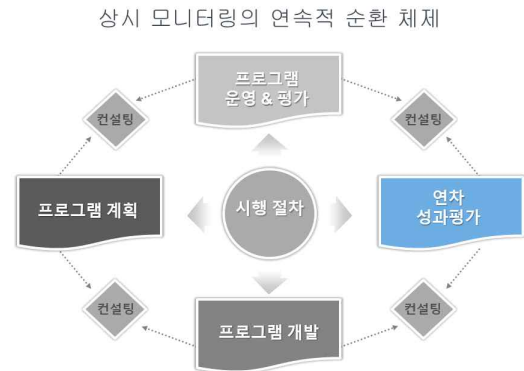 상시 모니터링의 연속적 순환 체제
프로그램
운영 & 평가
컨설팅
컨설팅
프로그램 계획
시행 절차
연차
성과평가
컨설팅
컨설팅
프로그램 개발